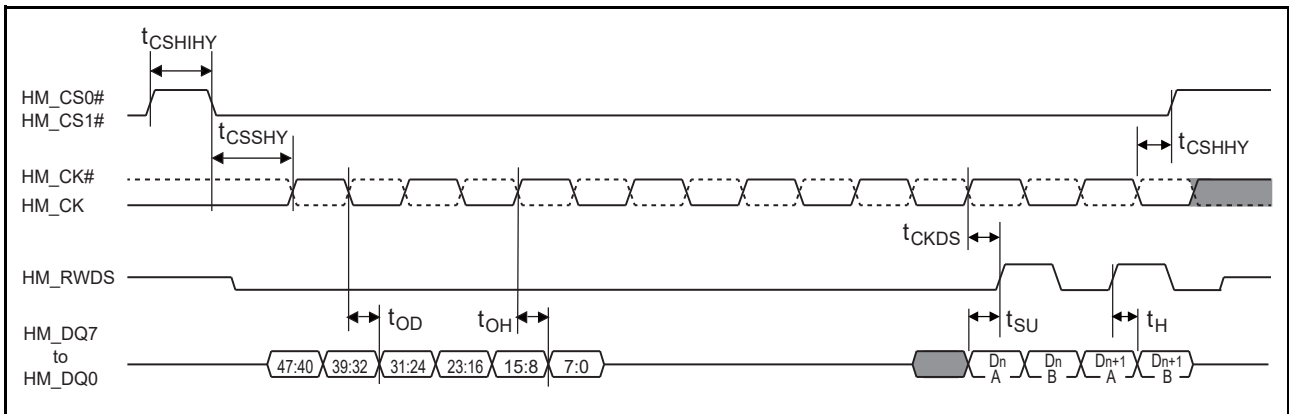 tCSHIHY
HM_CS0#
HM_CS1#
tCSSHY
tCSHHY
HM_CK#
HM_CK
tCKDS
HM_RWDS
tOD
tOH
tSU
tH
HM_DQ7
to
HM_DQ0
47:40 39:32 31:24 23:16 15:8 7:0
Dn A
Dn B
Dn+1 A
Dn+1 B